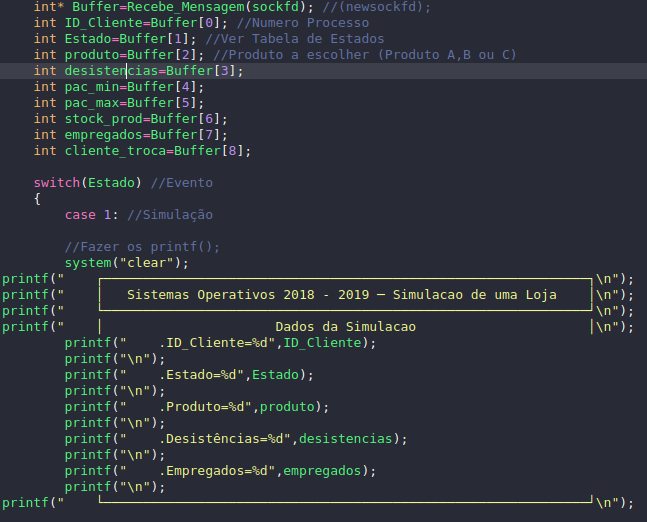 int* Buffer=Recebe_Mensagem(sockfd); //(newsockfd);
int ID_Cliente=Buffer[0]; //Numero Processo
int Estado=Buffer[1]; //Ver Tabela de Estados
int produto=Buffer[2]; //Produto a escolher (Produto A,B ou C)
int desistencias=Buffer[3];
int pac_min=Buffer[4];
int pac_max=Buffer[5];
int stock_prod=Buffer[6];
int empregados=Buffer[7];
int cliente_troca=Buffer[8];
switch(Estado) //Evento
{
case 1: //Simulação
//Fazer os printf();
system("clear");
printf("    ┌──────────────────────────────────────────────────────────────┐\n");
printf("    │   Sistemas Operativos 2018 - 2019 ─ Simulacao de uma Loja    │\n");
printf("    └──────────────────────────────────────────────────────────────┘\n");
printf("    │                      Dados da Simulacao                      │\n");
printf("    .ID_Cliente=%d",ID_Cliente);
printf("\n");
printf("    .Estado=%d",Estado);
printf("\n");
printf("    .Produto=%d",produto);
printf("\n");
printf("    .Desistências=%d",desistencias);
printf("\n");
printf("    .Empregados=%d",empregados);
printf("\n");
printf("    └──────────────────────────────────────────────────────────────┘\n");